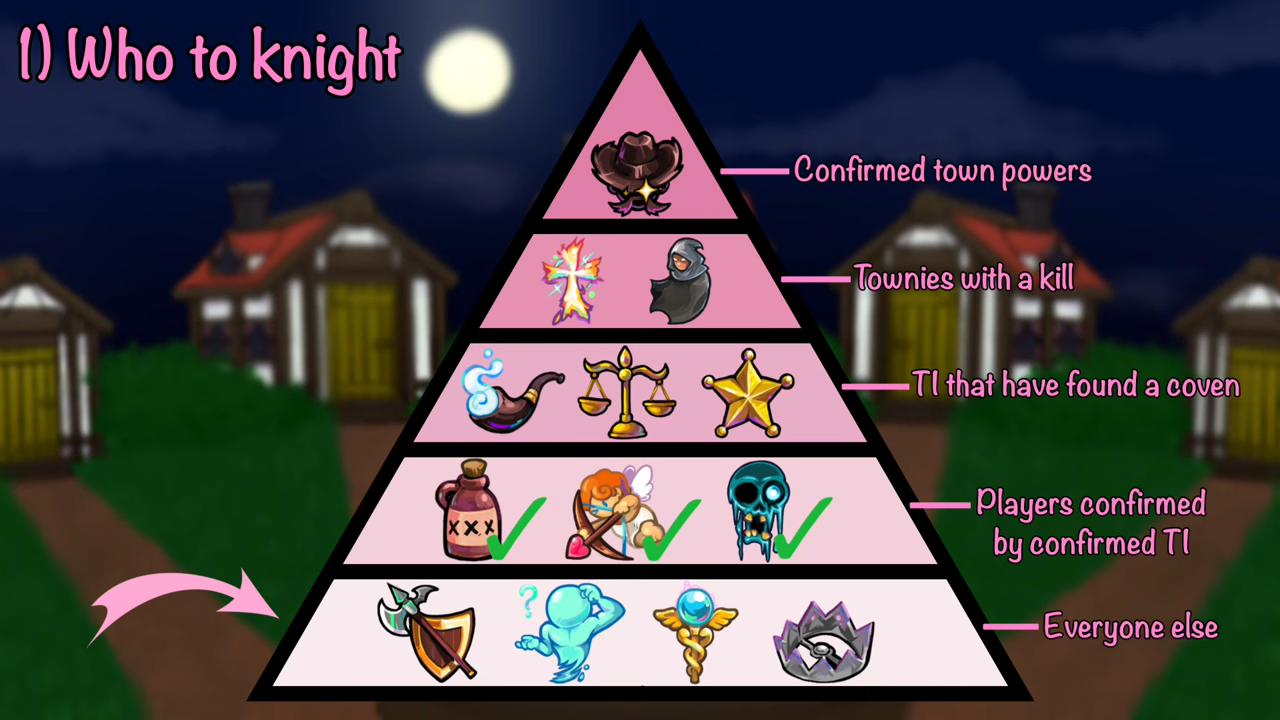 1) Who to knight
Confirmed town powers
Townies with a kill
TI that have found a coven
XXX
Players confirmed
by confirmed TI
?
Everyone else